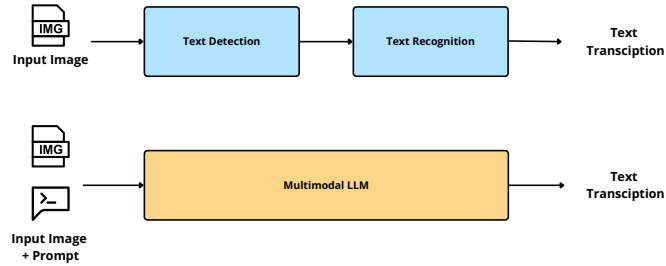 IMG
Input Image
Text Detection
Text Recognition
Text
Transciption
IMG
>_
Input Image
+ Prompt
Multimodal LLM
Text
Transciption